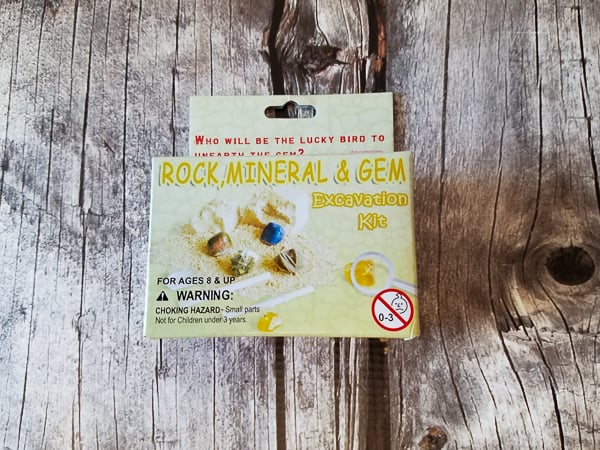 WHO WILL BE THE LUCKY BIRD TO
UNEARTH THE GEM?
ROCK, MINERAL & GEM
Excavation
Kit
FOR AGES 8 & UP
WARNING:
CHOKING HAZARD - Small parts
Not for Children under 3 years.
0-3